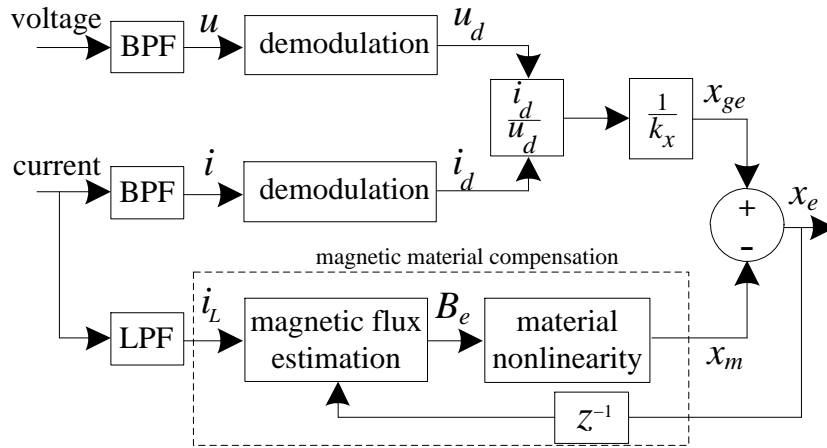 voltage
BPF
u
demodulation
u_d
i_d
u_d
1
k_x
x_ge
current
BPF
i
demodulation
i_d
+
-
x_e
magnetic material compensation
LPF
i_L
magnetic flux
estimation
B_e
material
nonlinearity
x_m
z⁻¹